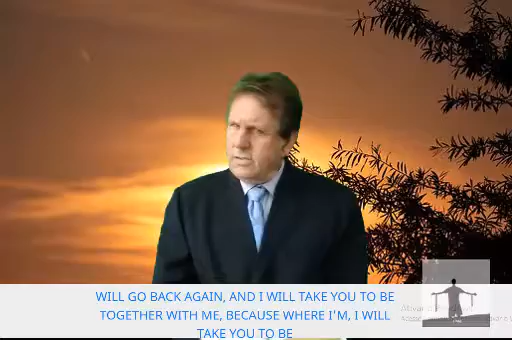 WILL GO BACK AGAIN, AND I WILL TAKE YOU TO BE
TOGETHER WITH ME, BECAUSE WHERE I'M, I WILL
TAKE YOU TO BE